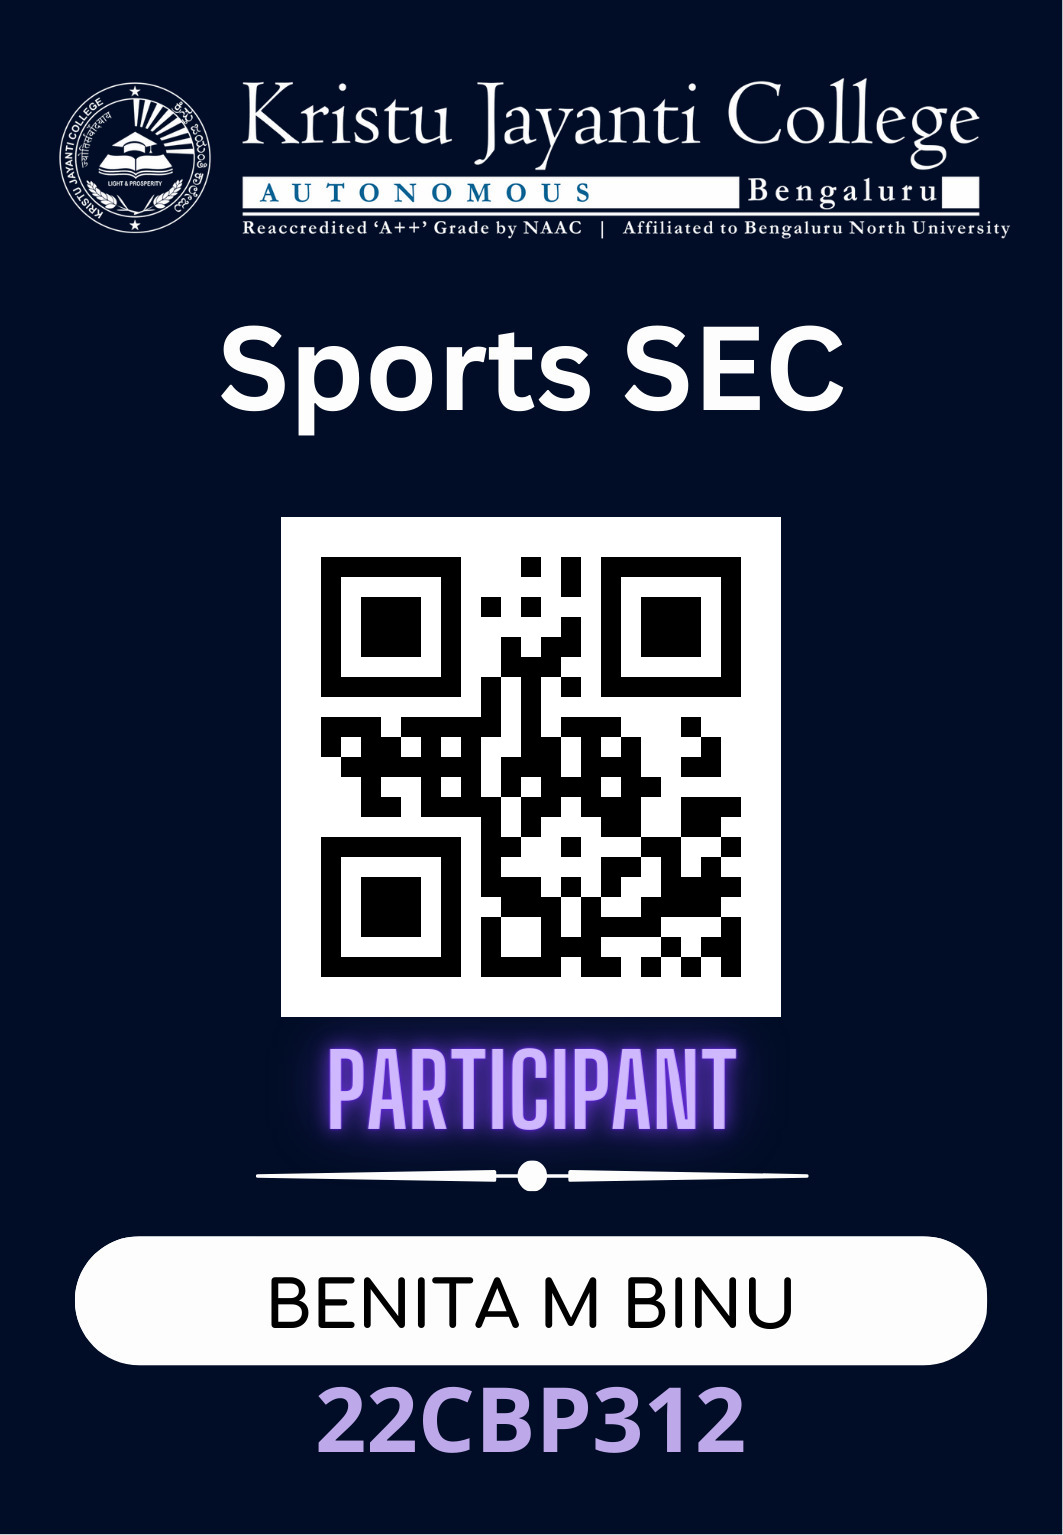 KRISTU JAYANTI COLLEGE
LIGHT & PROSPERITY
Kristu Jayanti College
AUTONOMOUS Bengaluru
Reaccredited ‘A++’ Grade by NAAC | Affiliated to Bengaluru North University
Sports SEC
PARTICIPANT
BENITA M BINU
22CBP312